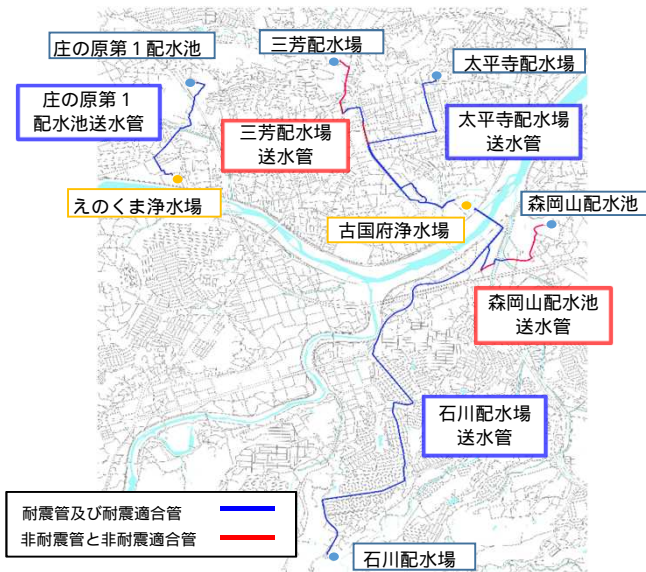 庄の原第1配水池
三芳配水場
太平寺配水場
庄の原第1
配水池送水管
三芳配水場
送水管
太平寺配水場
送水管
えのくま浄水場
古国府浄水場
森岡山配水池
森岡山配水池
送水管
石川配水場
送水管
耐震管及び耐震適合管
非耐震管と非耐震適合管
石川配水場